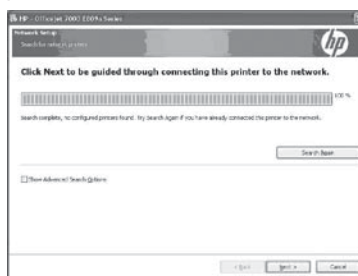 HP - Officejet 7000 E809a Series
Network Setup
Search for network printers
hp
Click Next to be guided through connecting this printer to the network.
100 %
Search complete, no configured printers found. Try Search Again if you have already connected the printer to the network.
Search Again
Show Advanced Search Options
< Back
Next >
Cancel